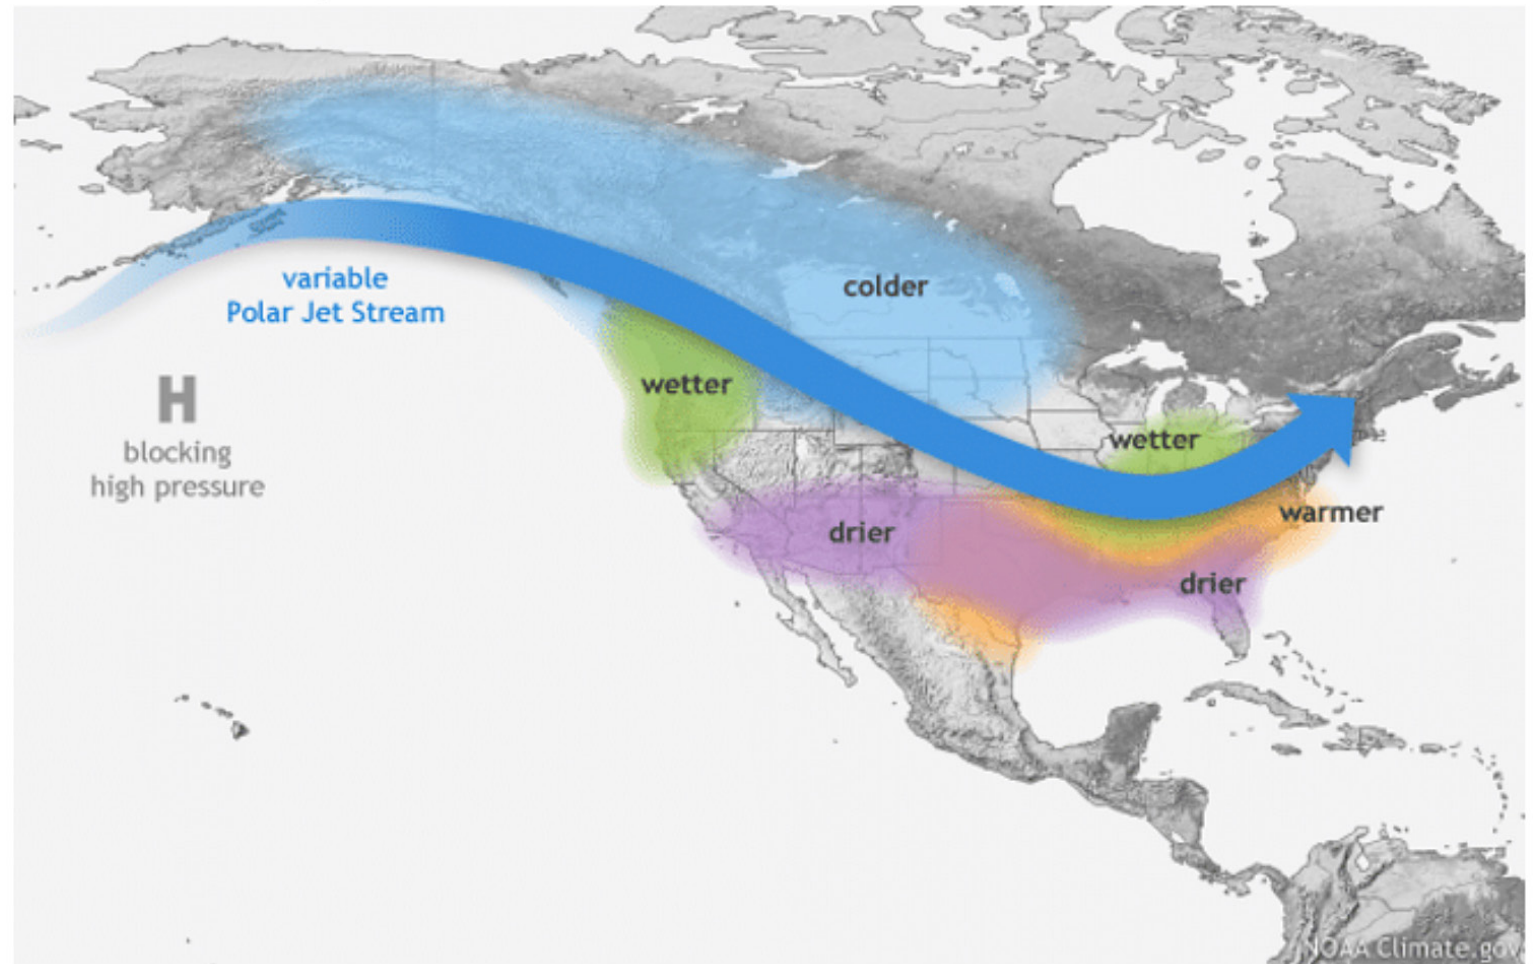 variable
Polar Jet Stream
colder
H
blocking
high pressure
wetter
wetter
warmer
drier
drier
NOAA Climate.gov